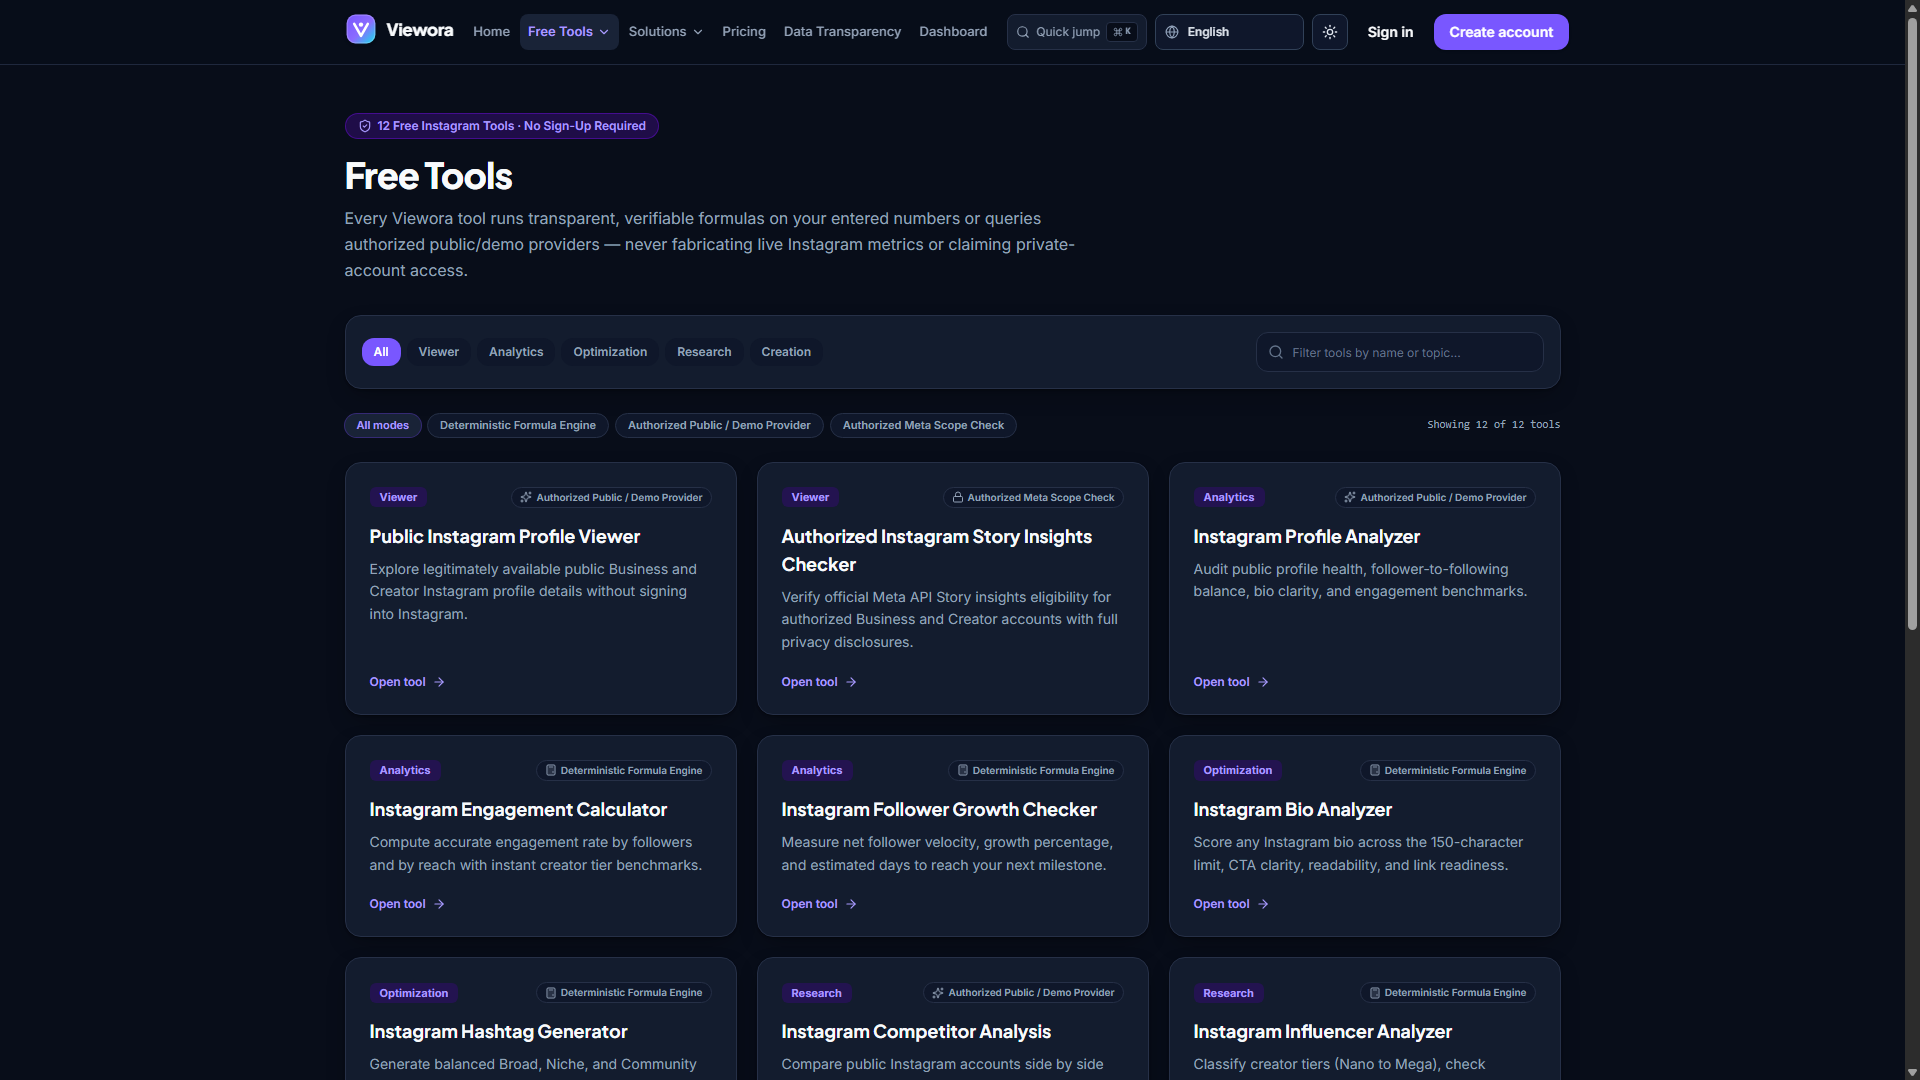 Viewora
Home
Free Tools
Solutions
Pricing
Data Transparency
Dashboard
Quick jump
⌘ K
English
Sign in
Create account
12 Free Instagram Tools · No Sign-Up Required
Free Tools
Every Viewora tool runs transparent, verifiable formulas on your entered numbers or queries
authorized public/demo providers — never fabricating live Instagram metrics or claiming private-
account access.
All
Viewer
Analytics
Optimization
Research
Creation
Filter tools by name or topic...
All modes
Deterministic Formula Engine
Authorized Public / Demo Provider
Authorized Meta Scope Check
Showing 12 of 12 tools
Viewer
Authorized Public / Demo Provider
Public Instagram Profile Viewer
Explore legitimately available public Business and
Creator Instagram profile details without signing
into Instagram.
Open tool
Viewer
Authorized Meta Scope Check
Authorized Instagram Story Insights
Checker
Verify official Meta API Story insights eligibility for
authorized Business and Creator accounts with full
privacy disclosures.
Open tool
Analytics
Authorized Public / Demo Provider
Instagram Profile Analyzer
Audit public profile health, follower-to-following
balance, bio clarity, and engagement benchmarks.
Open tool
Analytics
Deterministic Formula Engine
Instagram Engagement Calculator
Compute accurate engagement rate by followers
and by reach with instant creator tier benchmarks.
Open tool
Analytics
Deterministic Formula Engine
Instagram Follower Growth Checker
Measure net follower velocity, growth percentage,
and estimated days to reach your next milestone.
Open tool
Optimization
Deterministic Formula Engine
Instagram Bio Analyzer
Score any Instagram bio across the 150-character
limit, CTA clarity, readability, and link readiness.
Open tool
Optimization
Deterministic Formula Engine
Instagram Hashtag Generator
Generate balanced Broad, Niche, and Community
Research
Authorized Public / Demo Provider
Instagram Competitor Analysis
Compare public Instagram accounts side by side
Research
Deterministic Formula Engine
Instagram Influencer Analyzer
Classify creator tiers (Nano to Mega), check